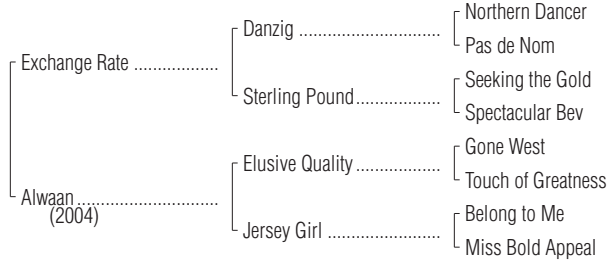 Northern Dancer
Danzig ........................
Pas de Nom
Exchange Rate ..................
Seeking the Gold
Sterling Pound..................
Spectacular Bev
Gone West
Elusive Quality ..................
Touch of Greatness
Alwaan..............................
(2004)
Belong to Me
Jersey Girl ........................
Miss Bold Appeal